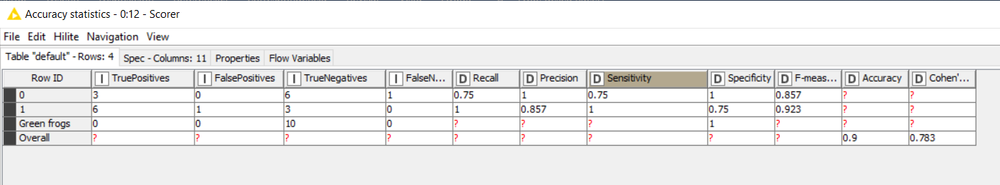 Accuracy statistics - 0:12 - Scorer
File Edit Hilite Navigation View
Table "default" - Rows: 4 Spec - Columns: 11 Properties Flow Variables
Row ID I TruePositives I FalsePositives I TrueNegatives I FalseN... D Recall D Precision D Sensitivity D Specificity D F-meas... D Accuracy D Cohen'...
0 3 0 6 1 0.75 1 0.75 1 0.857 ? ?
1 6 1 3 0 1 0.857 1 0.75 0.923 ? ?
Green frogs 0 0 10 0 ? ? ? 1 ? ? ?
Overall ? ? ? ? ? ? ? ? ? 0.9 0.783